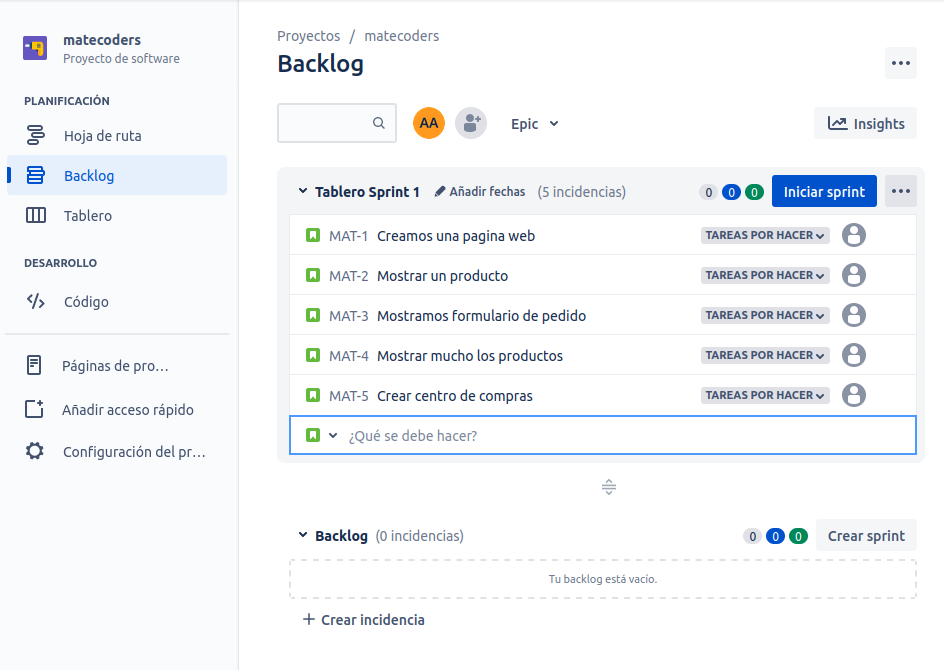 matecoders
Proyecto de software
PLANIFICACIÓN
Hoja de ruta
Backlog
Tablero
DESARROLLO
Código
Páginas de pro...
Añadir acceso rápido
Configuración del pr...
Proyectos / matecoders
Backlog
AA
Epic
Insights
Tablero Sprint 1 Añadir fechas (5 incidencias) 0 0 0 Iniciar sprint
MAT-1 Creamos una pagina web TAREAS POR HACER
MAT-2 Mostrar un producto TAREAS POR HACER
MAT-3 Mostramos formulario de pedido TAREAS POR HACER
MAT-4 Mostrar mucho los productos TAREAS POR HACER
MAT-5 Crear centro de compras TAREAS POR HACER
¿Qué se debe hacer?
Backlog (0 incidencias) 0 0 0 Crear sprint
Tu backlog está vacío.
+ Crear incidencia